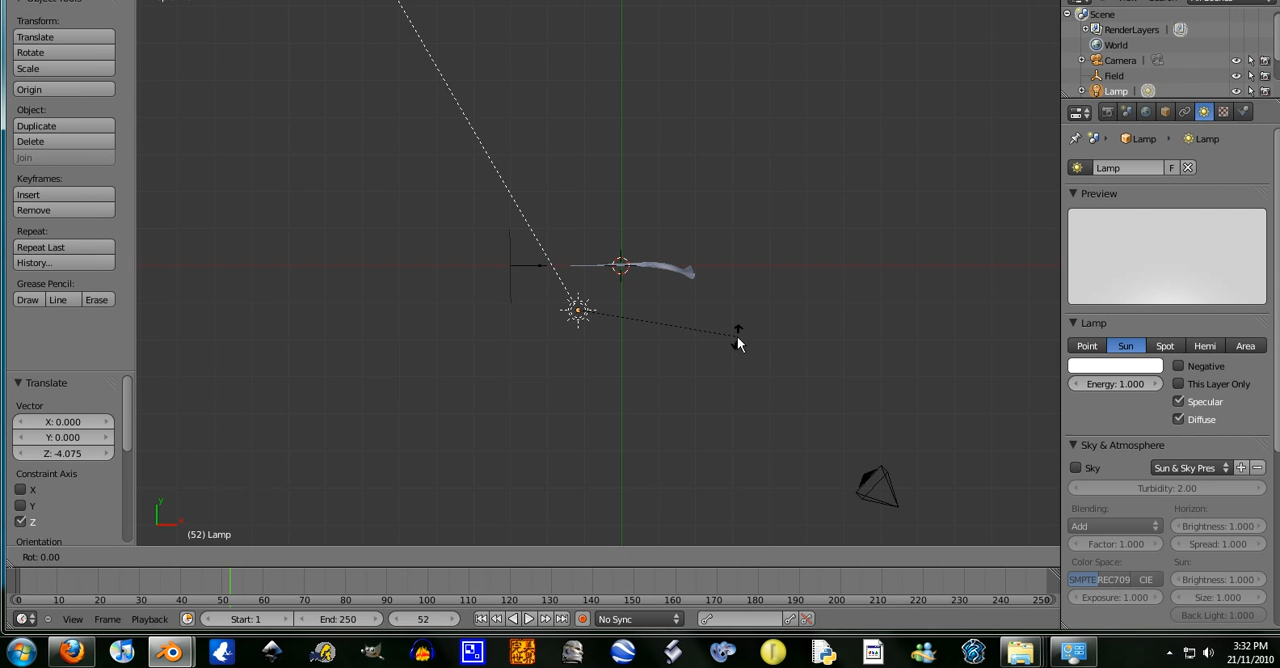 Object Tools
Transform:
Translate
Rotate
Scale
Origin
Object:
Duplicate
Delete
Join
Keyframes:
Insert
Remove
Repeat:
Repeat Last
History...
Grease Pencil:
Draw Line Erase
Translate
Vector
X: 0.000
Y: 0.000
Z: -4.075
Constraint Axis
X
Y
Z
Orientation
y
x
(52) Lamp
Rot: 0.00
0 10 20 30 40 50 60 70 80 90 100 110 120 130 140 150 160 170 180 190 200 210 220 230 240 250
View Frame Playback Start: 1 End: 250 52 No Sync
Scene
RenderLayers
World
Camera
Field
Lamp
Lamp Lamp
Lamp F
Preview
Lamp
Point Sun Spot Hemi Area
Negative
Energy: 1.000 This Layer Only
Specular
Diffuse
Sky & Atmosphere
Sky Sun & Sky Pres
Turbidity: 2.00
Blending: Horizon:
Add Brightness: 1.000
Factor: 1.000 Spread: 1.000
Color Space: Sun:
SMPTE REC709 CIE Brightness: 1.000
Exposure: 1.000 Size: 1.000
Back Light: 1.000
3:32 PM
21/11/2010